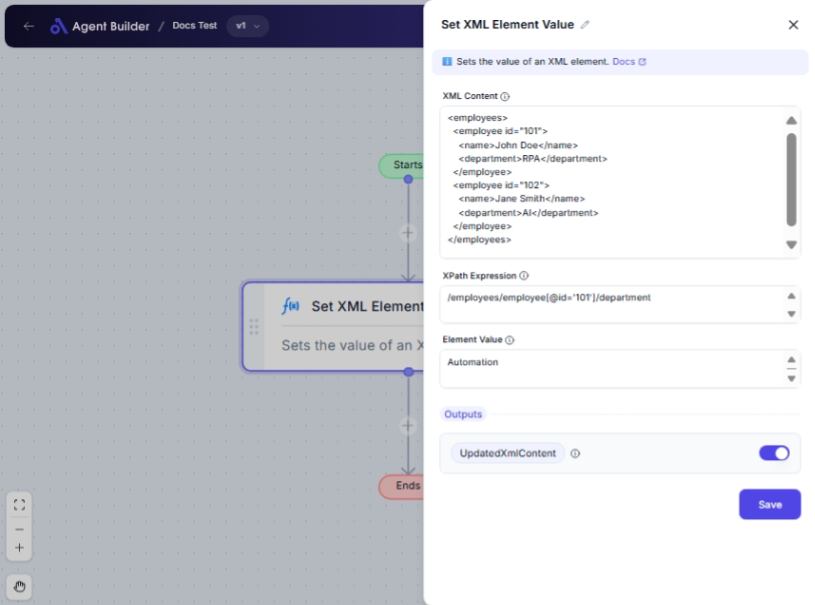 Agent Builder / Docs Test v1
Starts
Set XML Element
Sets the value of an X
Ends
Set XML Element Value
Sets the value of an XML element. Docs
XML Content
<employees>
<employee id="101">
<name>John Doe</name>
<department>RPA</department>
</employee>
<employee id="102">
<name>Jane Smith</name>
<department>AI</department>
</employee>
</employees>
XPath Expression
/employees/employee[@id='101']/department
Element Value
Automation
Outputs
UpdatedXmlContent
Save